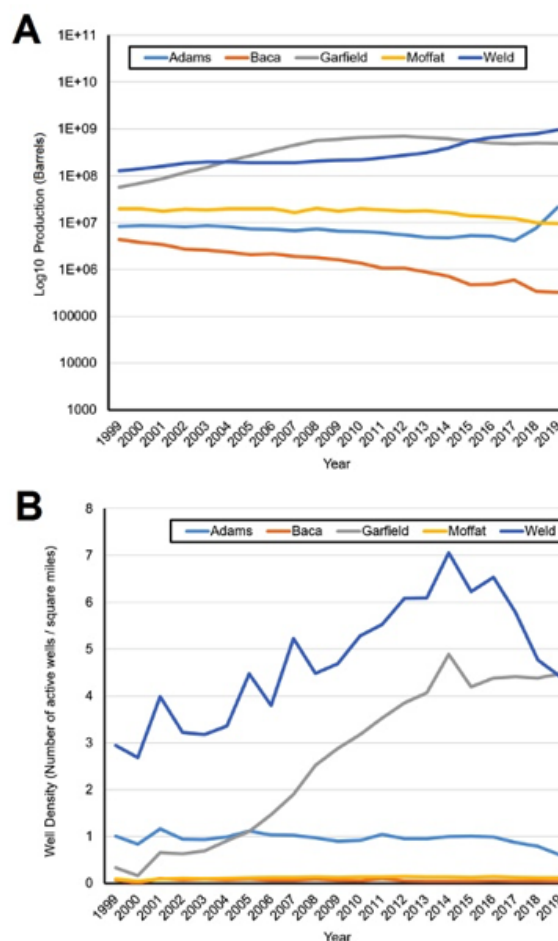 A
Adams Baca Garfield Moffat Weld
Log10 Production (Barrels)
1E+11
1E+10
1E+09
1E+08
1E+07
1E+06
100000
10000
1000
1999 2000 2001 2002 2003 2004 2005 2006 2007 2008 2009 2010 2011 2012 2013 2014 2015 2016 2017 2018 2019
Year
B
Adams Baca Garfield Moffat Weld
Well Density (Number of active wells / square miles)
8
7
6
5
4
3
2
1
0
1999 2000 2001 2002 2003 2004 2005 2006 2007 2008 2009 2010 2011 2012 2013 2014 2015 2016 2017 2018 2019
Year